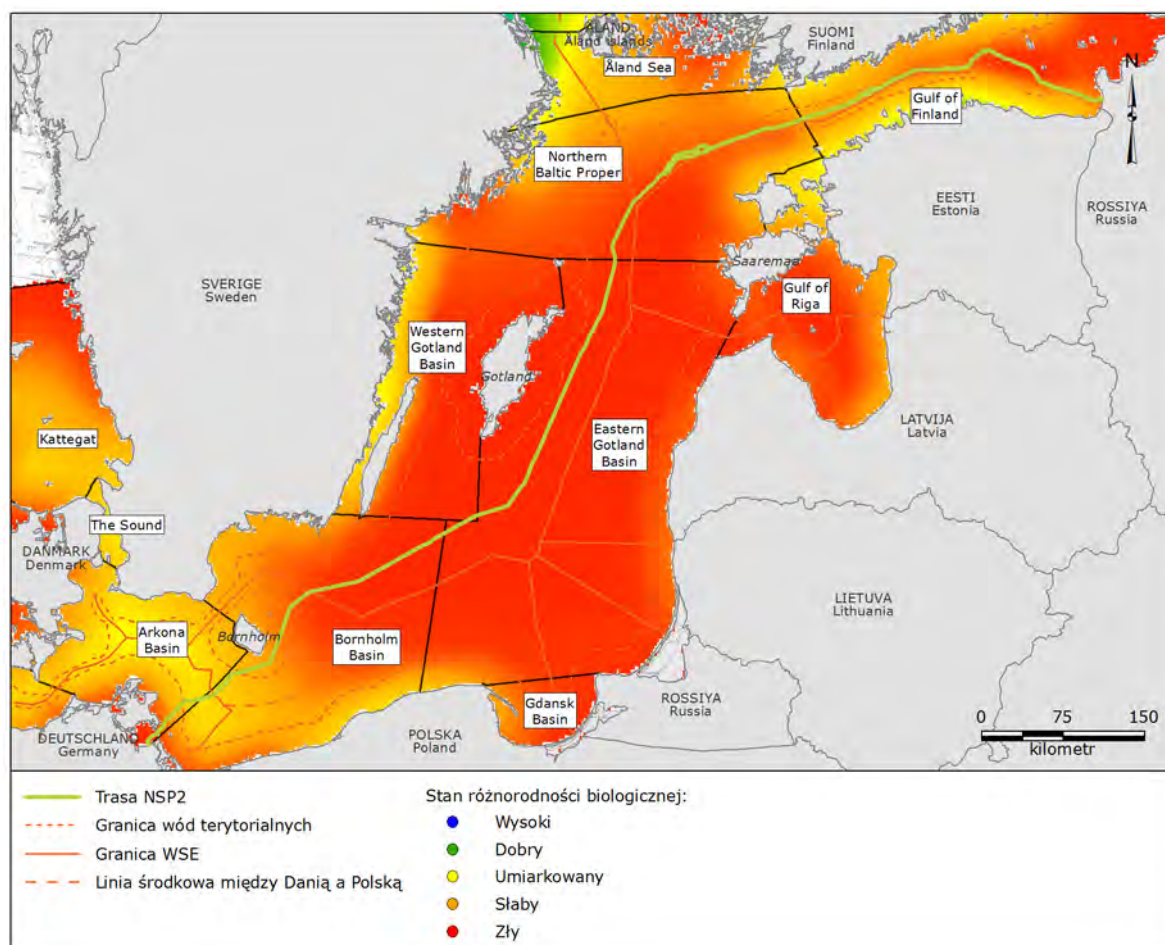 ÅLAND
Åland islands
SUOMI
Finland
Åland Sea
N
Gulf of
Finland
Northern
Baltic Proper
EESTI
Estonia
ROSSIYA
Russia
SVERIGE
Sweden
Saaremaa
Gulf of
Riga
Western
Gotland
Basin
Gotland
Kattegat
Eastern
Gotland
Basin
LATVIJA
Latvia
The Sound
DANMARK
Denmark
LIETUVA
Lithuania
Arkona
Basin
Bornholm
Bornholm
Basin
Gdansk
Basin
ROSSIYA
Russia
DEUTSCHLAND
Germany
POLSKA
Poland
0 75 150
kilometr
Trasa NSP2
Granica wód terytorialnych
Granica WSE
Linia środkowa między Danią a Polską
Stan różnorodności biologicznej:
Wysoki
Dobry
Umiarkowany
Słaby
Zły